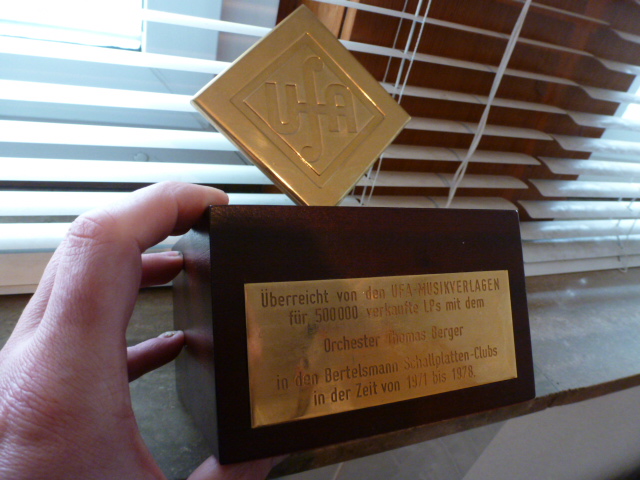 UfA
Überreicht von den UFA-MUSIKVERLAGEN
für 500000 verkaufte LPs mit dem
Orchester Thomas Berger
in den Bertelsmann Schallplatten-Clubs
in der Zeit von 1971 bis 1978.